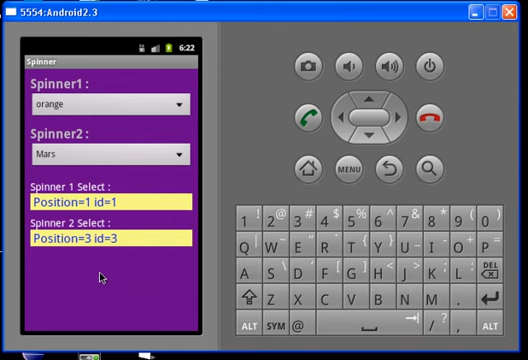 5554:Android2.3
6:22
Spinner
Spinner1 :
orange
Spinner2 :
Mars
Spinner 1 Select :
Position=1 id=1
Spinner 2 Select :
Position=3 id=3
MENU
1 ! 2 @ 3 # 4 $ 5 % 6 ^ 7 & 8 * 9 ( 0 )
Q W E R T Y U I O P
A S D F G H J K L DEL
Z X C V B N M .
ALT SYM @ / ? , ALT